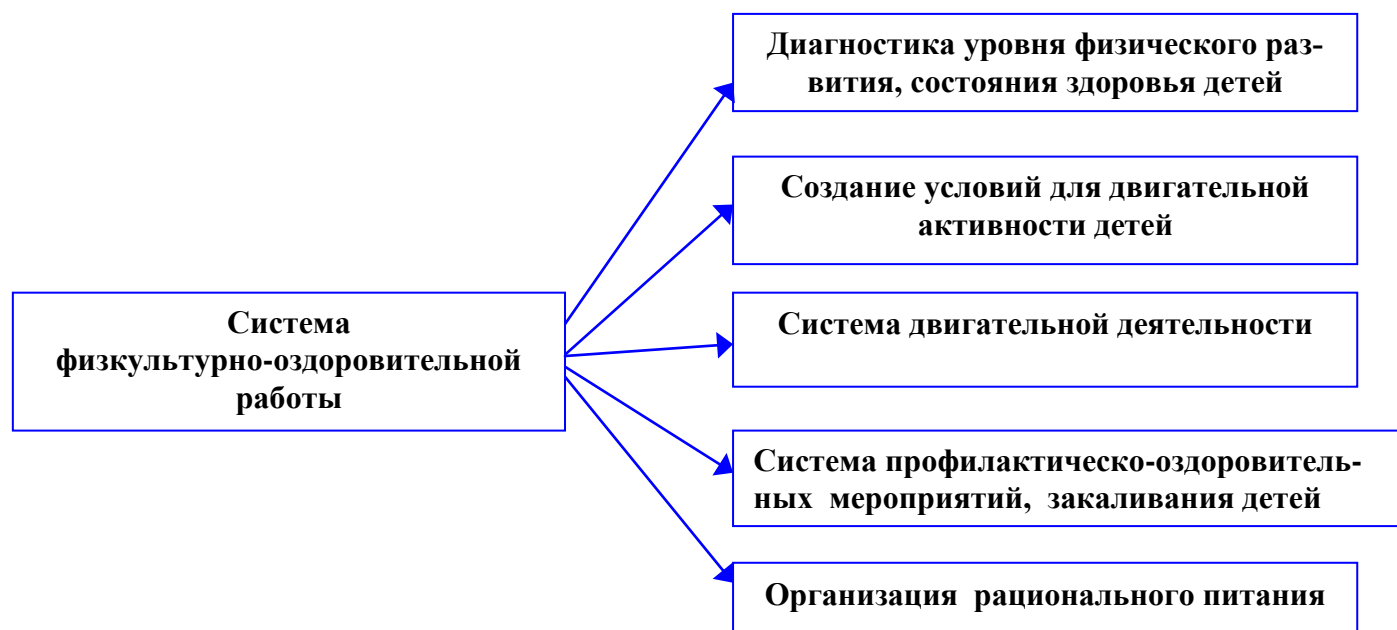 Диагностика уровня физического раз-
вития, состояния здоровья детей
Создание условий для двигательной
активности детей
Система
физкультурно-оздоровительной
работы
Система двигательной деятельности
Система профилактическо-оздоровитель-
ных мероприятий, закаливания детей
Организация рационального питания